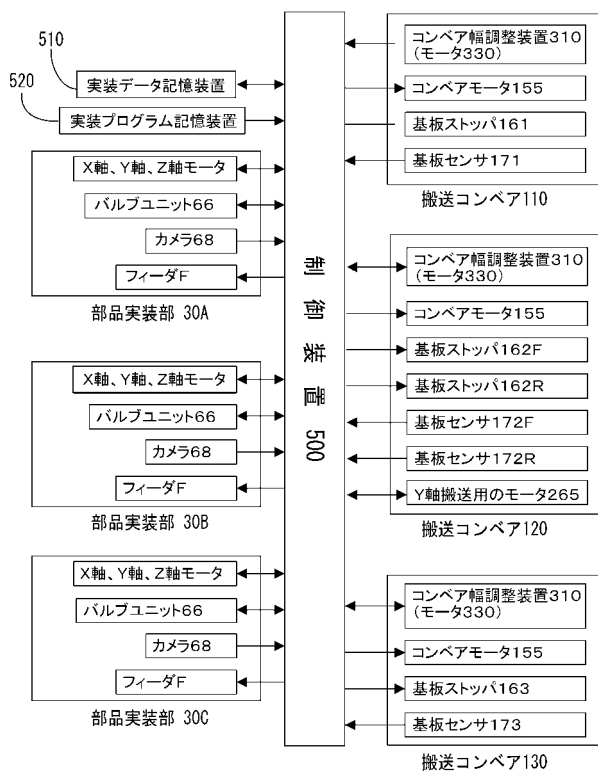 510
実装データ記憶装置
520
実装プログラム記憶装置
X軸、Y軸、Z軸モータ
バルブユニット66
カメラ68
フィーダF
部品実装部 30A
X軸、Y軸、Z軸モータ
バルブユニット66
カメラ68
フィーダF
部品実装部 30B
X軸、Y軸、Z軸モータ
バルブユニット66
カメラ68
フィーダF
部品実装部 30C
制御装置 500
コンベア幅調整装置310
(モータ330)
コンベアモータ155
基板ストッパ161
基板センサ171
搬送コンベア110
コンベア幅調整装置310
(モータ330)
コンベアモータ155
基板ストッパ162F
基板ストッパ162R
基板センサ172F
基板センサ172R
Y軸搬送用のモータ265
搬送コンベア120
コンベア幅調整装置310
(モータ330)
コンベアモータ155
基板ストッパ163
基板センサ173
搬送コンベア130